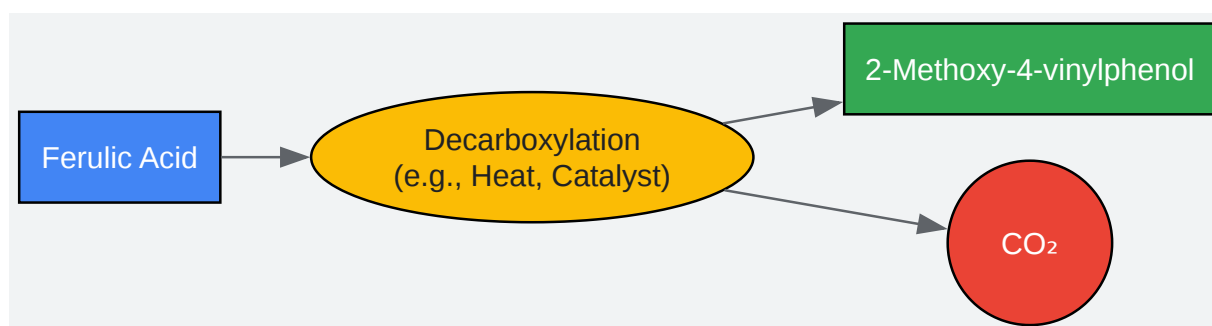 Ferulic Acid
Decarboxylation
(e.g., Heat, Catalyst)
2-Methoxy-4-vinylphenol
CO₂